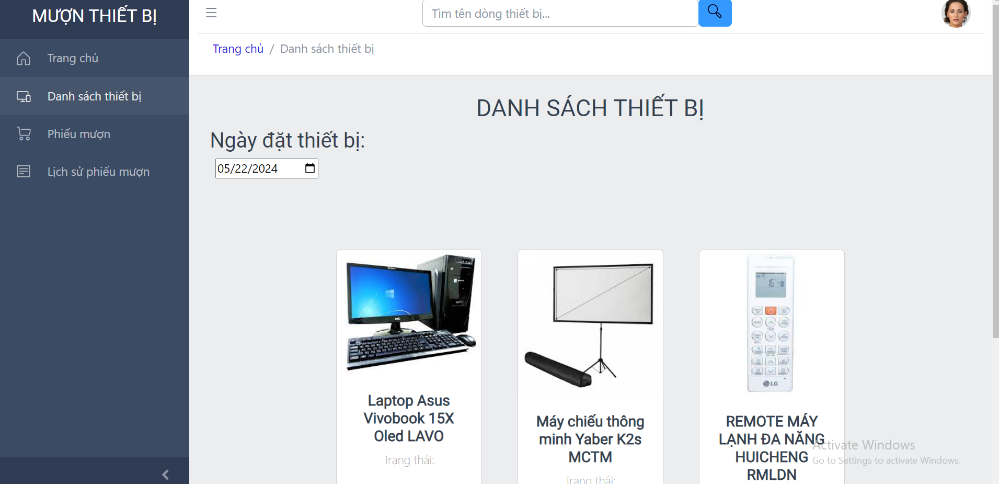 MƯỢN THIẾT BỊ
Tìm tên dòng thiết bị...
Trang chủ
Danh sách thiết bị
Phiếu mượn
Lịch sử phiếu mượn
Trang chủ / Danh sách thiết bị
DANH SÁCH THIẾT BỊ
Ngày đặt thiết bị:
05/22/2024
Laptop Asus
Vivobook 15X
Oled LAVO
Trạng thái:
Máy chiếu thông
minh Yaber K2s
MCTM
Trạng thái:
16
LG
REMOTE MÁY
LẠNH ĐA NĂNG
HUICHENG
RMLDN
Activate Windows
Go to Settings to activate Windows.